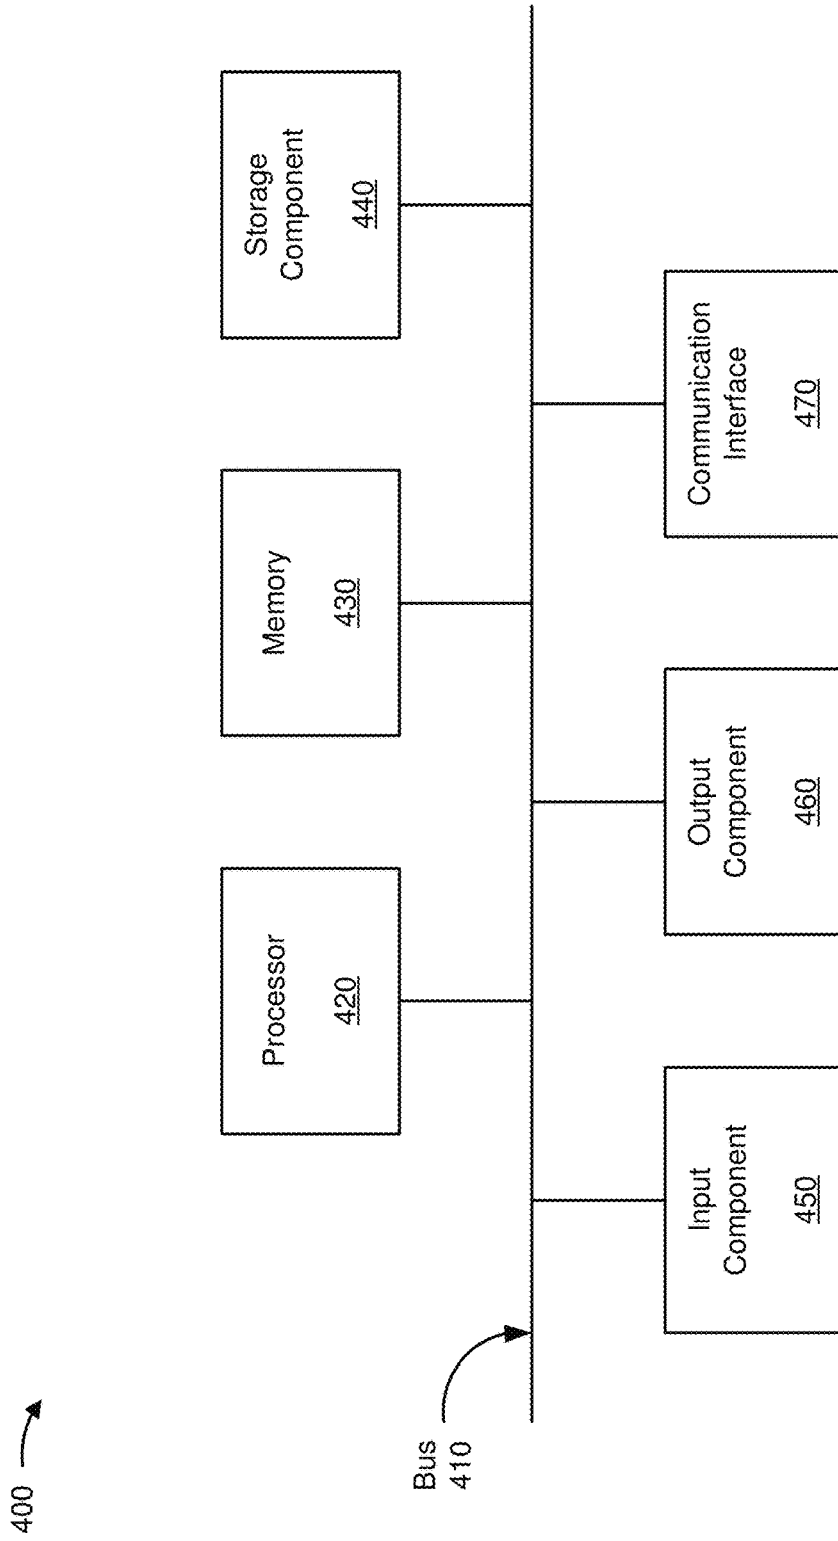 400
Bus
410
Processor
420
Memory
430
Storage
Component
440
Input
Component
450
Output
Component
460
Communication
Interface
470